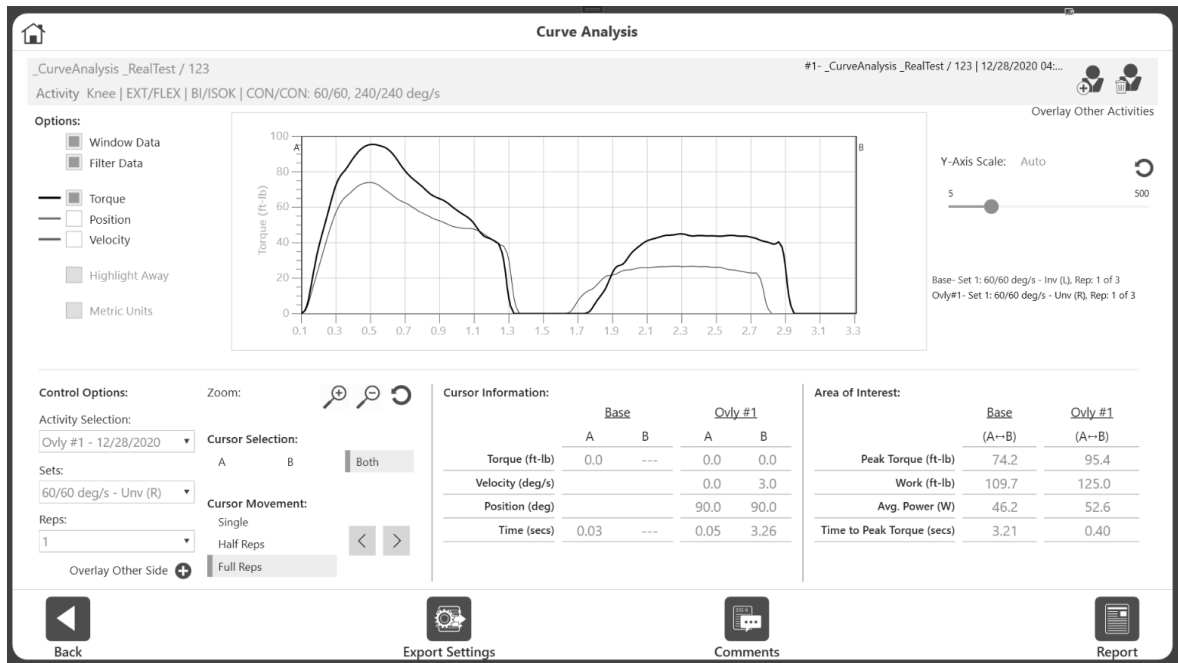 Curve Analysis
_CurveAnalysis _RealTest / 123
#1- _CurveAnalysis _RealTest / 123 | 12/28/2020 04:...
Activity Knee | EXT/FLEX | BI/ISOK | CON/CON: 60/60, 240/240 deg/s
Overlay Other Activities
Options:
Window Data
Filter Data
Torque
Position
Velocity
Highlight Away
Metric Units
Torque (ft-lb)
100
80
60
40
20
0
A
B
0.1 0.3 0.5 0.7 0.9 1.1 1.3 1.5 1.7 1.9 2.1 2.3 2.5 2.7 2.9 3.1 3.3
Y-Axis Scale: Auto
5 500
Base- Set 1: 60/60 deg/s - Inv (L), Rep: 1 of 3
Ovly#1- Set 1: 60/60 deg/s - Unv (R), Rep: 1 of 3
Control Options:
Activity Selection:
Ovly #1 - 12/28/2020
Sets:
60/60 deg/s - Unv (R)
Reps:
1
Overlay Other Side
Zoom:
Cursor Selection:
A B Both
Cursor Movement:
Single
Half Reps
Full Reps
Cursor Information:
Base Ovly #1
A B A B
Torque (ft-lb) 0.0 --- 0.0 0.0
Velocity (deg/s) 0.0 3.0
Position (deg) 90.0 90.0
Time (secs) 0.03 --- 0.05 3.26
Area of Interest:
Base Ovly #1
(A↔B) (A↔B)
Peak Torque (ft-lb) 74.2 95.4
Work (ft-lb) 109.7 125.0
Avg. Power (W) 46.2 52.6
Time to Peak Torque (secs) 3.21 0.40
Back
Export Settings
Comments
Report